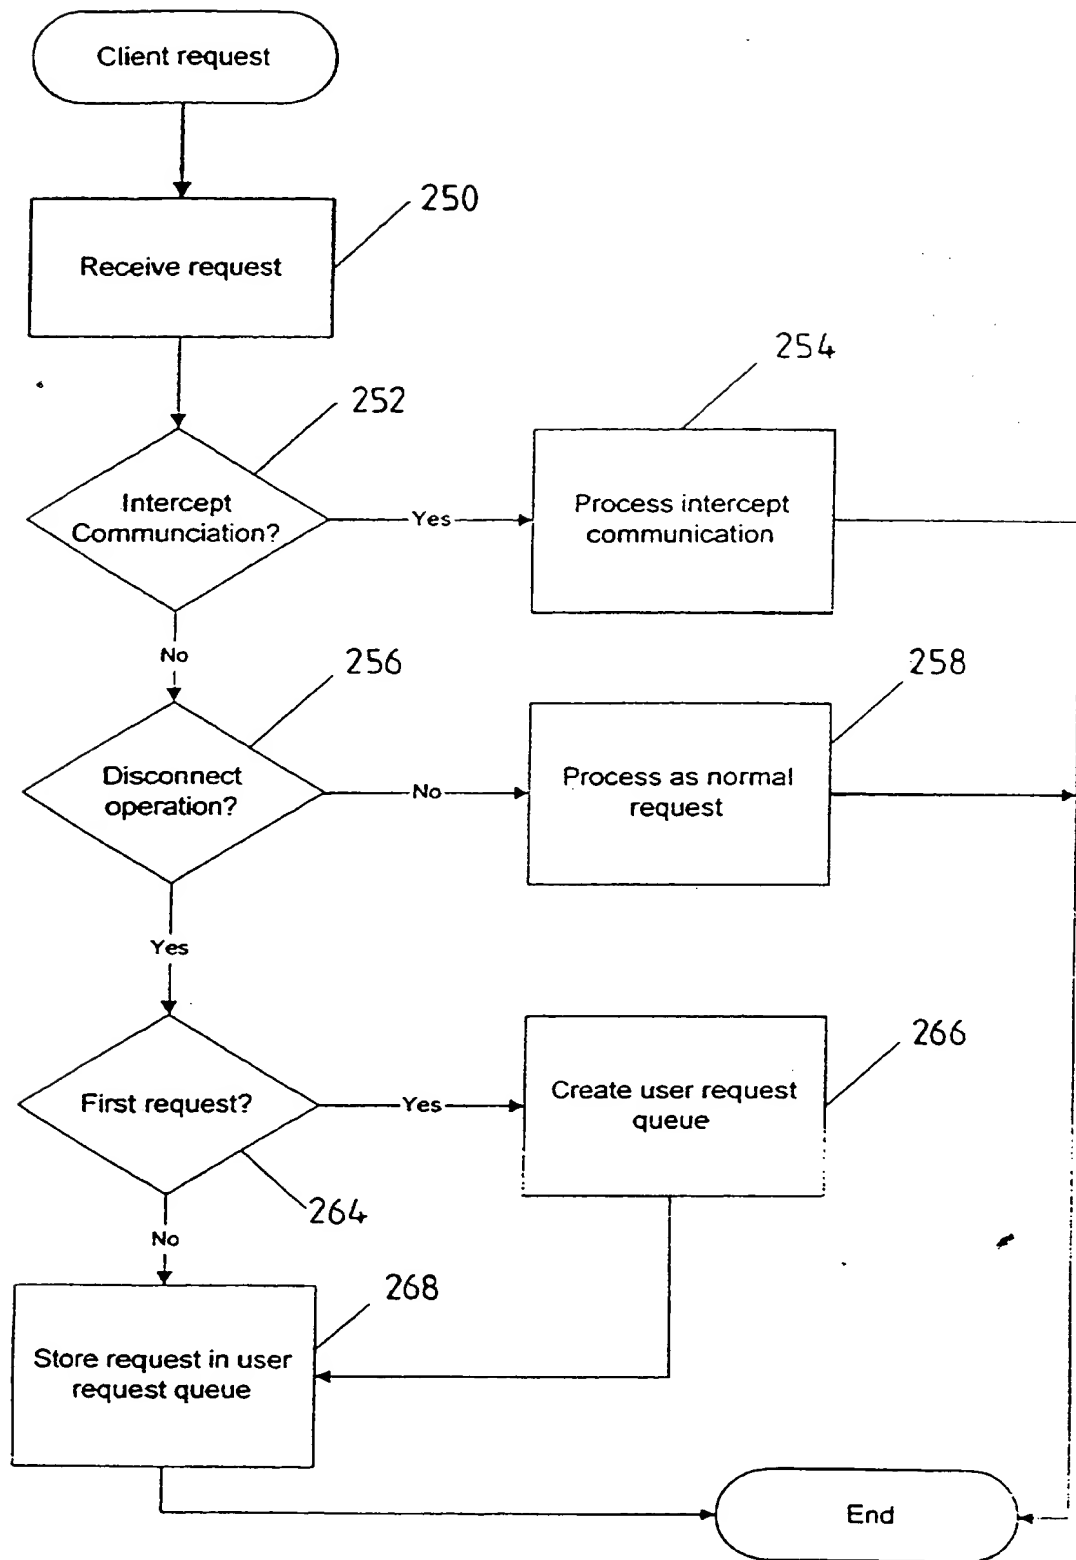 Client request
250
Receive request
254
252
Intercept
Communciation?
Yes
Process intercept
communication
No
256
258
Disconnect
operation?
No
Process as normal
request
Yes
266
First request?
Yes
Create user request
queue
264
No
268
Store request in user
request queue
End